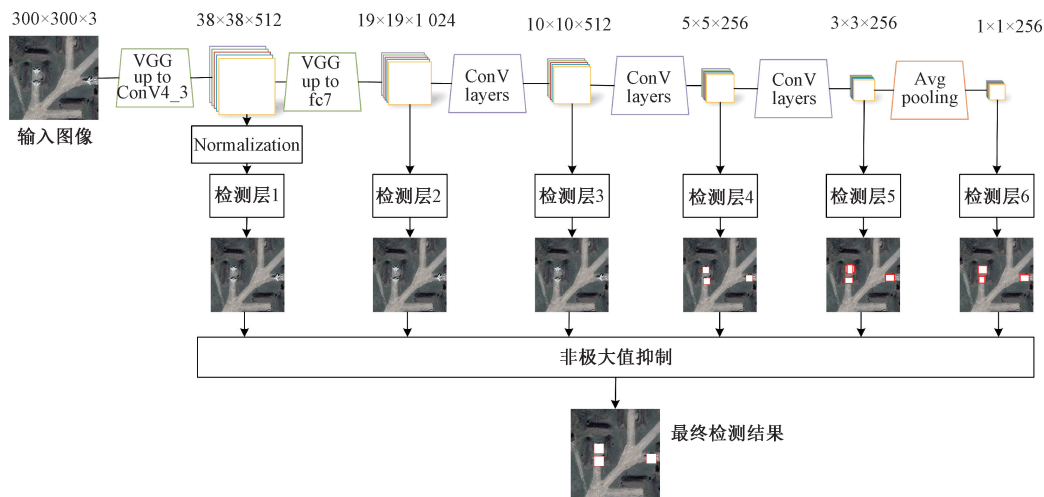 300×300×3
38×38×512
19×19×1 024
10×10×512
5×5×256
3×3×256
1×1×256
VGG
up to
ConV4_3
VGG
up to
fc7
ConV
layers
ConV
layers
ConV
layers
Avg
pooling
输入图像
Normalization
检测层1
检测层2
检测层3
检测层4
检测层5
检测层6
非极大值抑制
最终检测结果